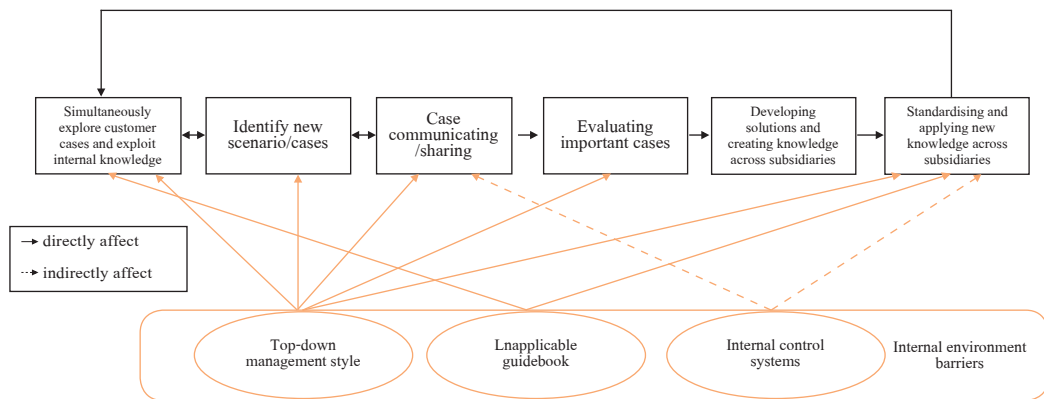 Simultaneously
explore customer
cases and exploit
internal knowledge
Identify new
scenario/cases
Case
communicating
/sharing
Evaluating
important cases
Developing
solutions and
creating knowledge
across subsidiaries
Standardising and
applying new
knowledge across
subsidiaries
directly affect
indirectly affect
Top-down
management style
Lnapplicable
guidebook
Internal control
systems
Internal environment
barriers